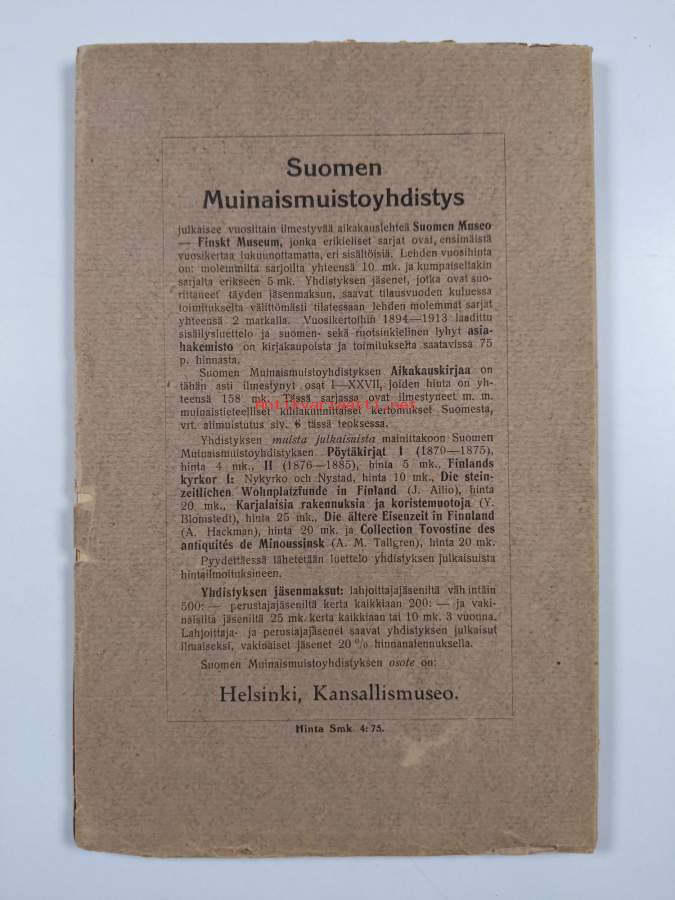 Suomen
Muinaismuistoyhdistys
julkaisee vuosittain ilmestyvää aikakauslehteä Suomen Museo
— Finskt Museum, jonka erikieliset sarjat ovat, ensimäistä
vuosikertaa lukuunottamatta, eri sisältöisiä. Lehden vuosihinta
on: molemmilta sarjoilta yhteensä 10 mk. ja kumpaiseltakin
sarjalta erikseen 5 mk. Yhdistyksen jäsenet, jotka ovat suo-
rittaneet täyden jäsenmaksun, saavat tilausvuoden kuluessa
toimitukselta välittömästi tilatessaan lehden molemmat sarjat
yhteensä 2 markalla. Vuosikertoihin 1894—1913 laadittu
sisällysluettelo ja suomen- sekä ruotsinkielinen lyhyt asia-
hakemisto on kirjakaupoista ja toimitukselta saatavissa 75
p. hinnasta.
Suomen Muinaismuistoyhdistyksen Aikakauskirjaa on
tähän asti ilmestynyt osat I—XXVII, joiden hinta on yh-
teensä 158 mk. Tässä sarjassa ovat ilmestyneet m. m.
muinaistieteelliset kihlakunnittaiset kertomukset Suomesta,
vrt. alimuistutus siv. 6 tässä teoksessa.
antikvariaatti.net
Yhdistyksen muista julkaisuista mainittakoon Suomen
Muinaismuistoyhdistyksen Pöytäkirjat I (1870—1875),
hinta 4 mk., II (1876—1885), hinta 5 mk., Finlands
kyrkor I: Nykyrko och Nystad, hinta 10 mk., Die stein-
zeitlichen Wohnplatzfunde in Finland (J. Ailio), hinta
20 mk., Karjalaisia rakennuksia ja koristemuotoja (Y.
Blomstedt), hinta 25 mk., Die ältere Eisenzeit in Finnland
(A. Hackman), hinta 20 mk. ja Collection Tovostine des
antiquités de Minoussinsk (A. M. Tallgren), hinta 20 mk.
Pyydettäessä lähetetään luettelo yhdistyksen julkaisuista
hintailmoituksineen.
Yhdistyksen jäsenmaksut: lahjoittajajäseniltä vähintäin
500: — perustajajäseniltä kerta kaikkiaan 200: — ja vaki-
naisilta jäseniltä 25 mk. kerta kaikkiaan tai 10 mk. 3 vuonna.
Lahjoittaja- ja perustajajäsenet saavat yhdistyksen julkaisut
ilmaiseksi, vakinaiset jäsenet 20 % hinnanalennuksella.
Suomen Muinaismuistoyhdistyksen osote on:
Helsinki, Kansallismuseo.
Hinta Smk. 4: 75.